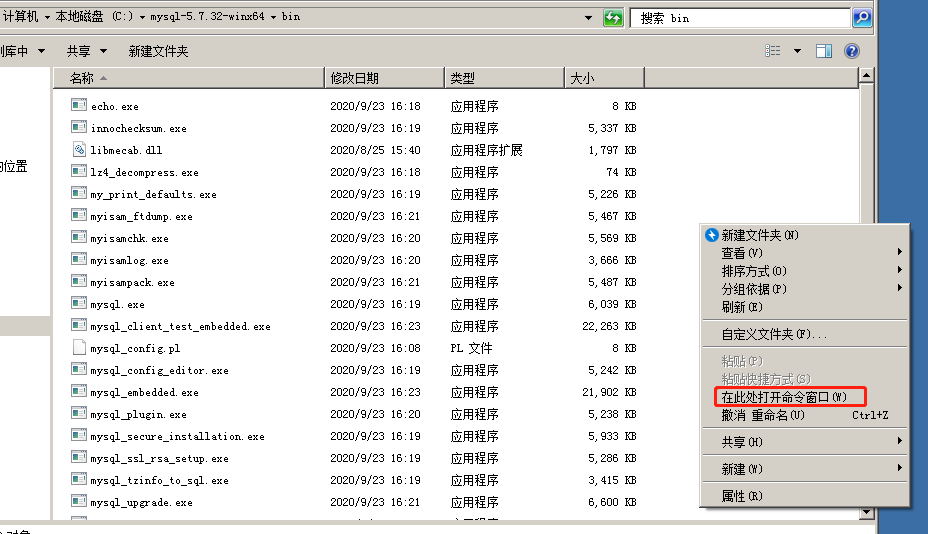 计算机 本地磁盘 (C:) mysql-5.7.32-winx64 bin 搜索 bin
刂库中 共享 新建文件夹
名称 修改日期 类型 大小
echo.exe 2020/9/23 16:18 应用程序 8 KB
innochecksum.exe 2020/9/23 16:19 应用程序 5,337 KB
libmecab.dll 2020/8/25 15:40 应用程序扩展 1,797 KB
的位置
lz4_decompress.exe 2020/9/23 16:18 应用程序 74 KB
my_print_defaults.exe 2020/9/23 16:19 应用程序 5,226 KB
myisam_ftdump.exe 2020/9/23 16:21 应用程序 5,467 KB
myisamchk.exe 2020/9/23 16:20 应用程序 5,569 KB
myisamlog.exe 2020/9/23 16:20 应用程序 3,666 KB
myisampack.exe 2020/9/23 16:21 应用程序 5,487 KB
mysql.exe 2020/9/23 16:19 应用程序 6,039 KB
mysql_client_test_embedded.exe 2020/9/23 16:23 应用程序 22,263 KB
mysql_config.pl 2020/9/23 16:08 PL 文件 8 KB
mysql_config_editor.exe 2020/9/23 16:19 应用程序 5,242 KB
mysql_embedded.exe 2020/9/23 16:23 应用程序 21,902 KB
mysql_plugin.exe 2020/9/23 16:19 应用程序 5,238 KB
mysql_secure_installation.exe 2020/9/23 16:19 应用程序 5,933 KB
mysql_ssl_rsa_setup.exe 2020/9/23 16:19 应用程序 5,286 KB
mysql_tzinfo_to_sql.exe 2020/9/23 16:19 应用程序 3,415 KB
mysql_upgrade.exe 2020/9/23 16:21 应用程序 6,600 KB
新建文件夹(N)
查看(V)
排序方式(O)
分组依据(P)
刷新(E)
自定义文件夹(F)...
粘贴(P)
粘贴快捷方式(S)
在此处打开命令窗口(W)
撤消 重命名(U) Ctrl+Z
共享(H)
新建(W)
属性(R)